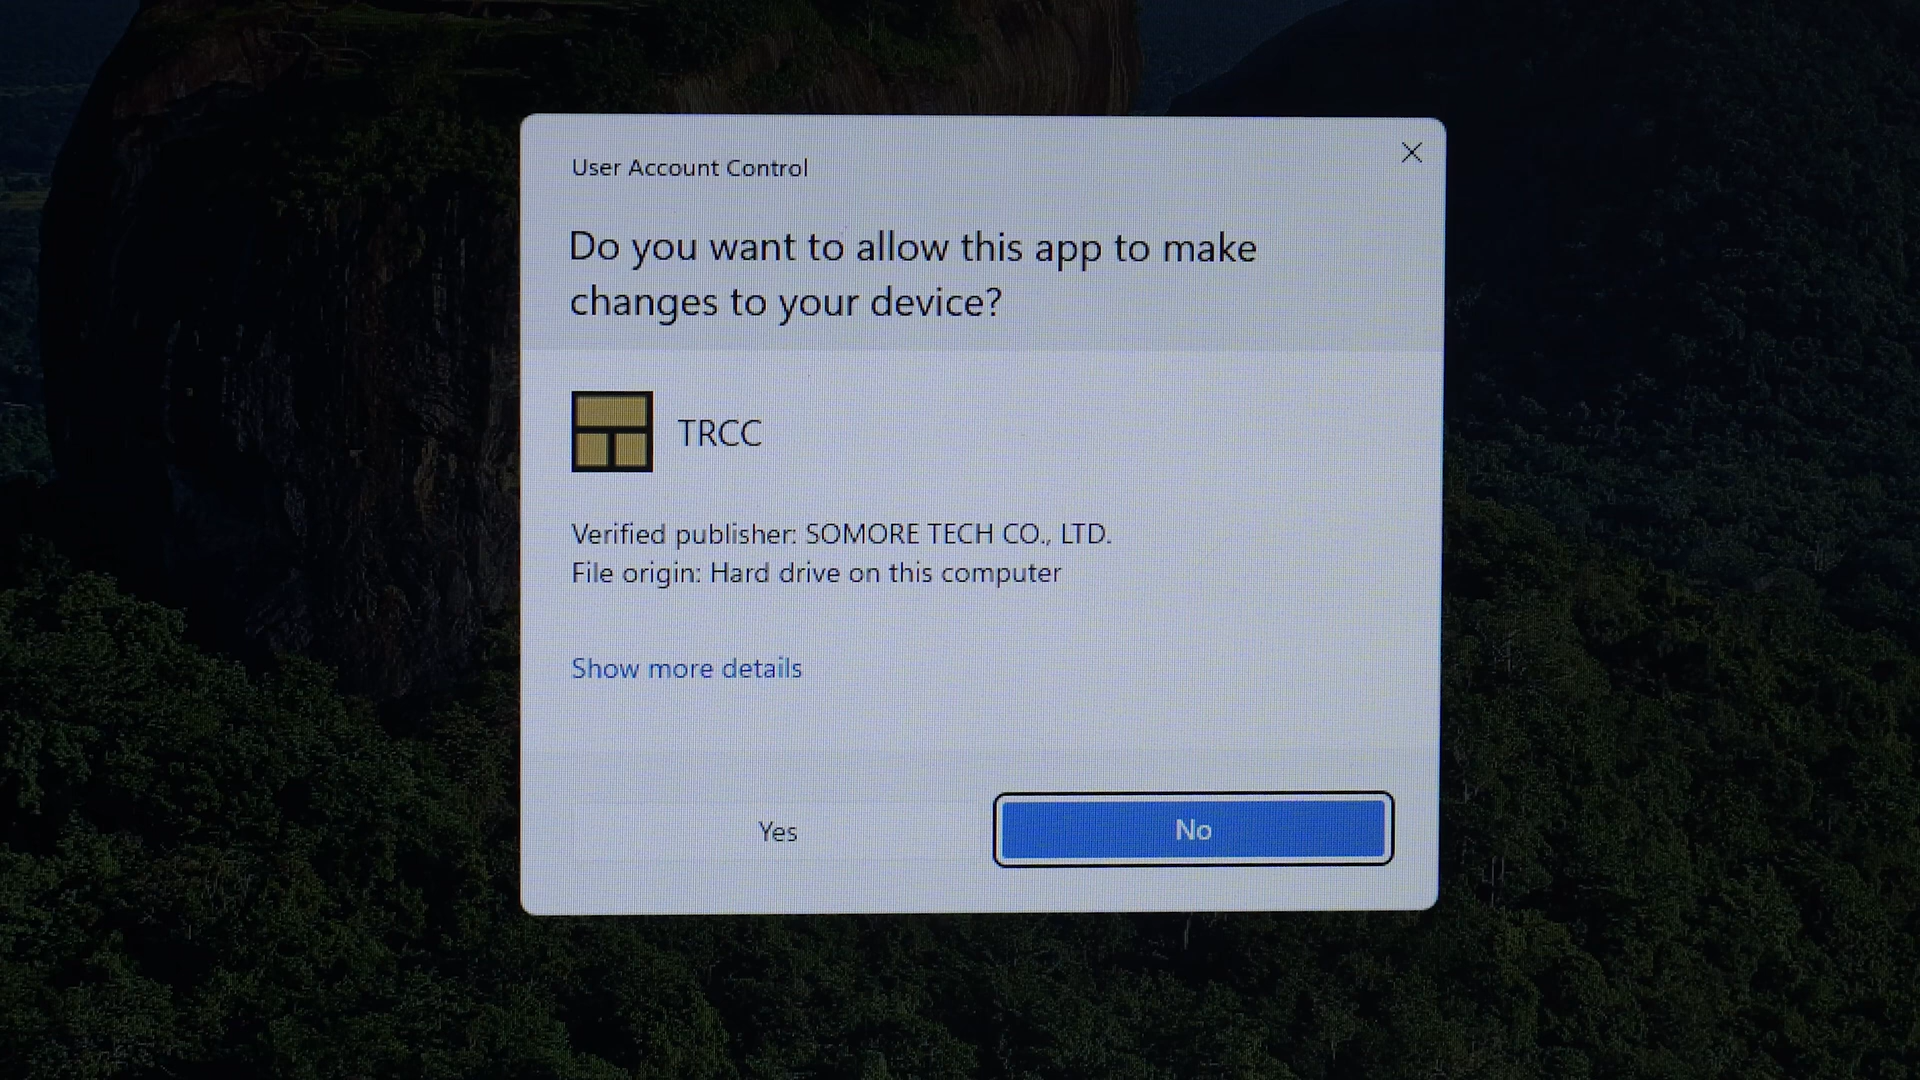 User Account Control
Do you want to allow this app to make
changes to your device?
TRCC
Verified publisher: SOMORE TECH CO., LTD.
File origin: Hard drive on this computer
Show more details
Yes
No